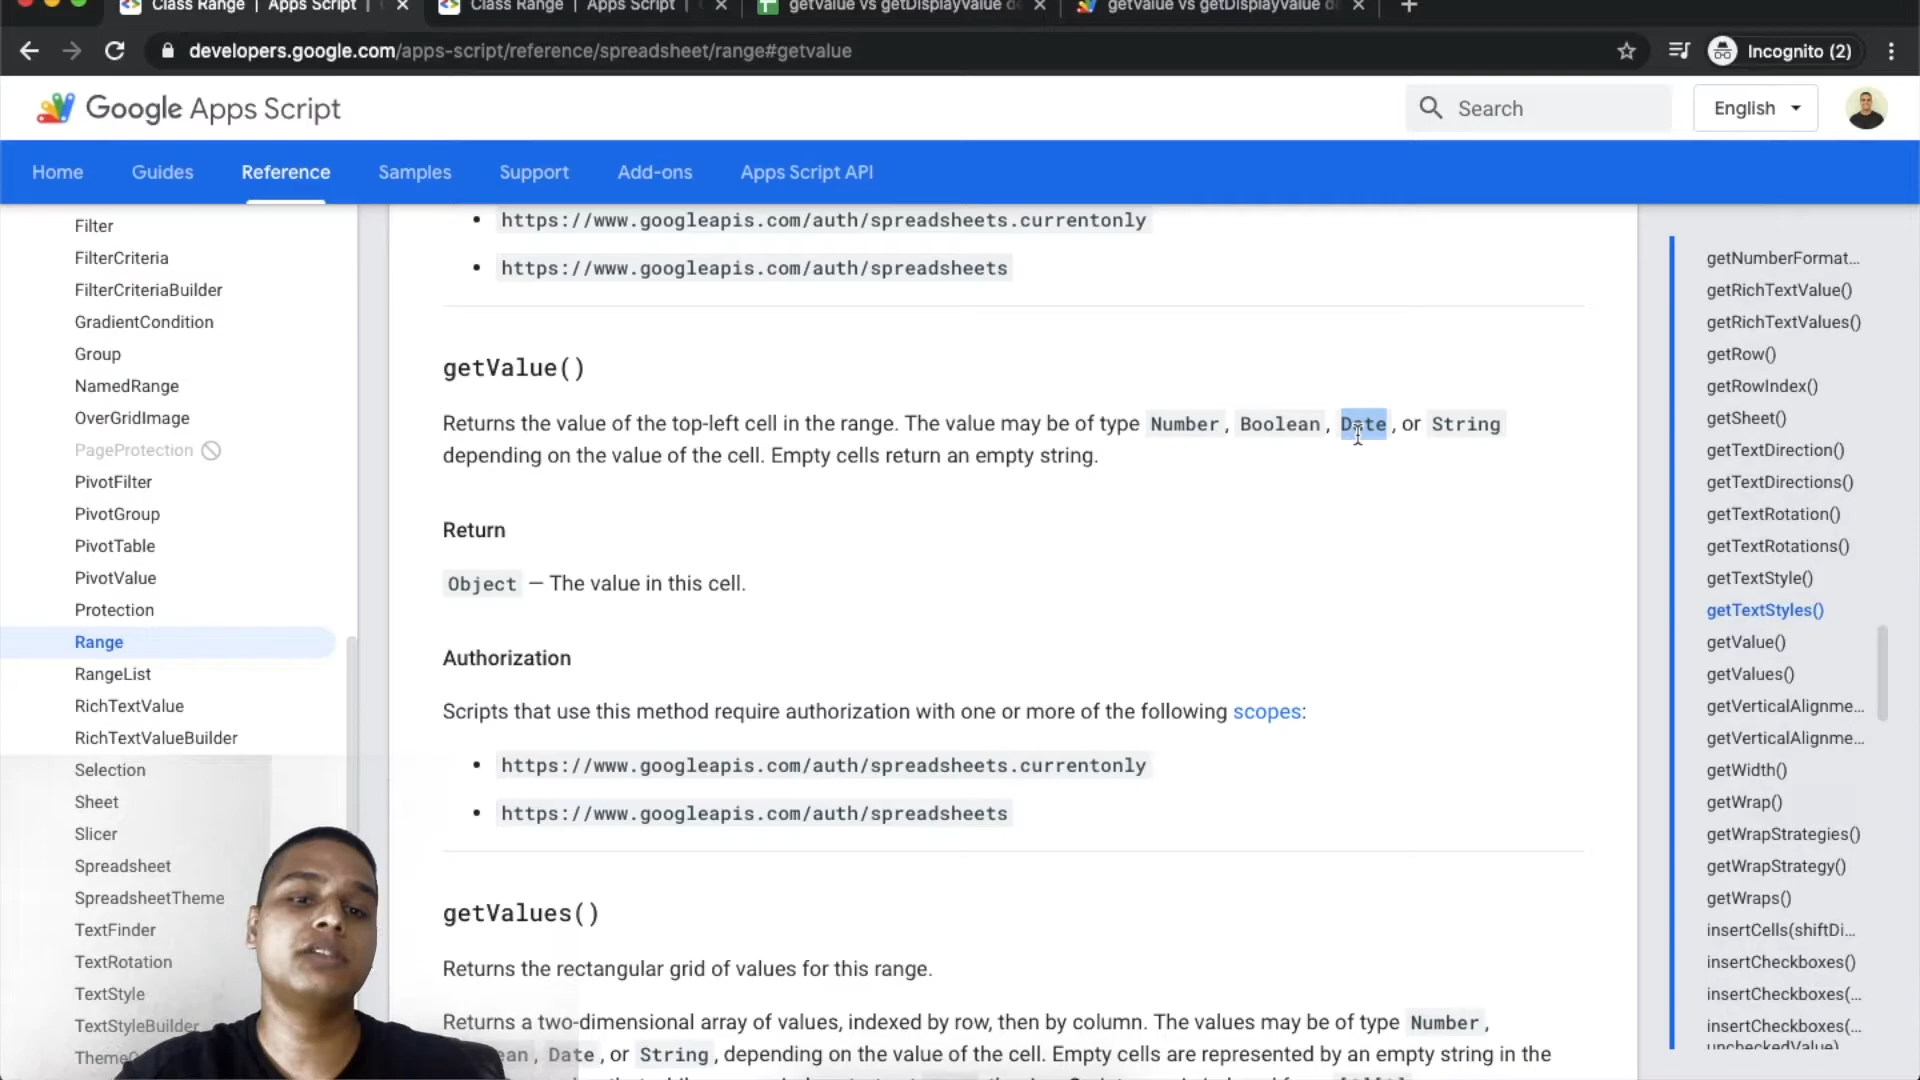 Class Range | Apps Script |
Class Range | Apps Script |
getValue vs getDisplayValue de
getValue vs getDisplayValue de
developers.google.com/apps-script/reference/spreadsheet/range#getvalue
Incognito (2)
Google Apps Script
Search
English
Home
Guides
Reference
Samples
Support
Add-ons
Apps Script API
Filter
FilterCriteria
FilterCriteriaBuilder
GradientCondition
Group
NamedRange
OverGridImage
PageProtection
PivotFilter
PivotGroup
PivotTable
PivotValue
Protection
Range
RangeList
RichTextValue
RichTextValueBuilder
Selection
Sheet
Slicer
Spreadsheet
SpreadsheetTheme
TextFinder
TextRotation
TextStyle
TextStyleBuilder
https://www.googleapis.com/auth/spreadsheets.currentonly
https://www.googleapis.com/auth/spreadsheets
getValue()
Returns the value of the top-left cell in the range. The value may be of type Number, Boolean, Date, or String
depending on the value of the cell. Empty cells return an empty string.
Return
Object — The value in this cell.
Authorization
Scripts that use this method require authorization with one or more of the following scopes:
https://www.googleapis.com/auth/spreadsheets.currentonly
https://www.googleapis.com/auth/spreadsheets
getValues()
Returns the rectangular grid of values for this range.
Returns a two-dimensional array of values, indexed by row, then by column. The values may be of type Number,
ean, Date, or String, depending on the value of the cell. Empty cells are represented by an empty string in the
getNumberFormat...
getRichTextValue()
getRichTextValues()
getRow()
getRowIndex()
getSheet()
getTextDirection()
getTextDirections()
getTextRotation()
getTextRotations()
getTextStyle()
getTextStyles()
getValue()
getValues()
getVerticalAlignme...
getVerticalAlignme...
getWidth()
getWrap()
getWrapStrategies()
getWrapStrategy()
getWraps()
insertCells(shiftDi...
insertCheckboxes()
insertCheckboxes(...
insertCheckboxes(...
uncheckedValue)